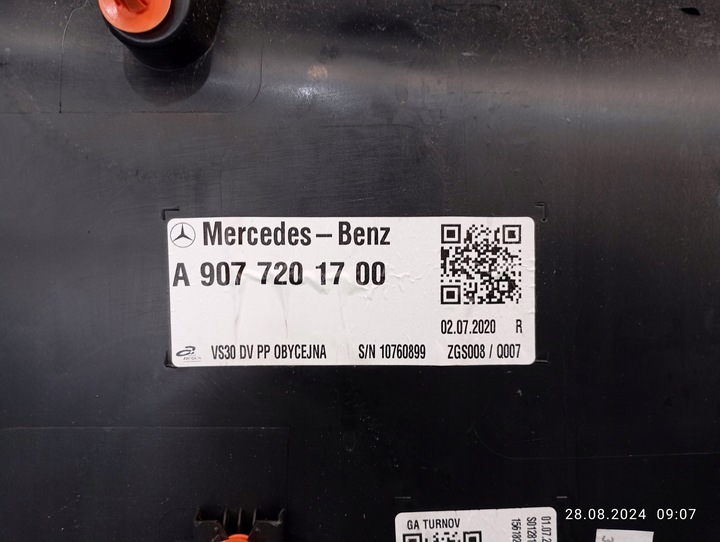 Mercedes-Benz
A 907 720 17 00
02.07.2020 R
VS30 DV PP OBYCEJNA S/N 10760899 ZGS008 / Q007
GA TURNOV
28.08.2024 09:07